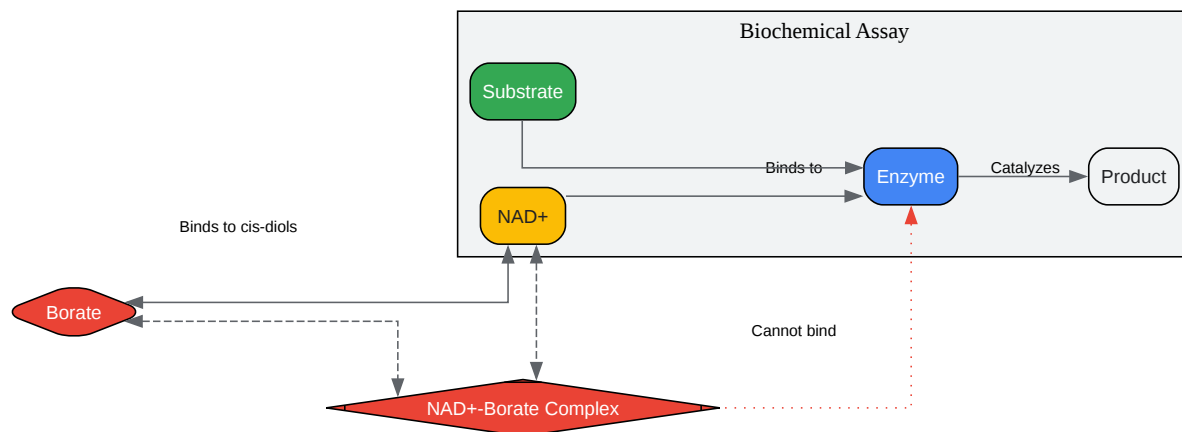 Biochemical Assay
Substrate
Binds to
Enzyme
Catalyzes
Product
NAD+
Binds to cis-diols
Borate
Cannot bind
NAD+-Borate Complex